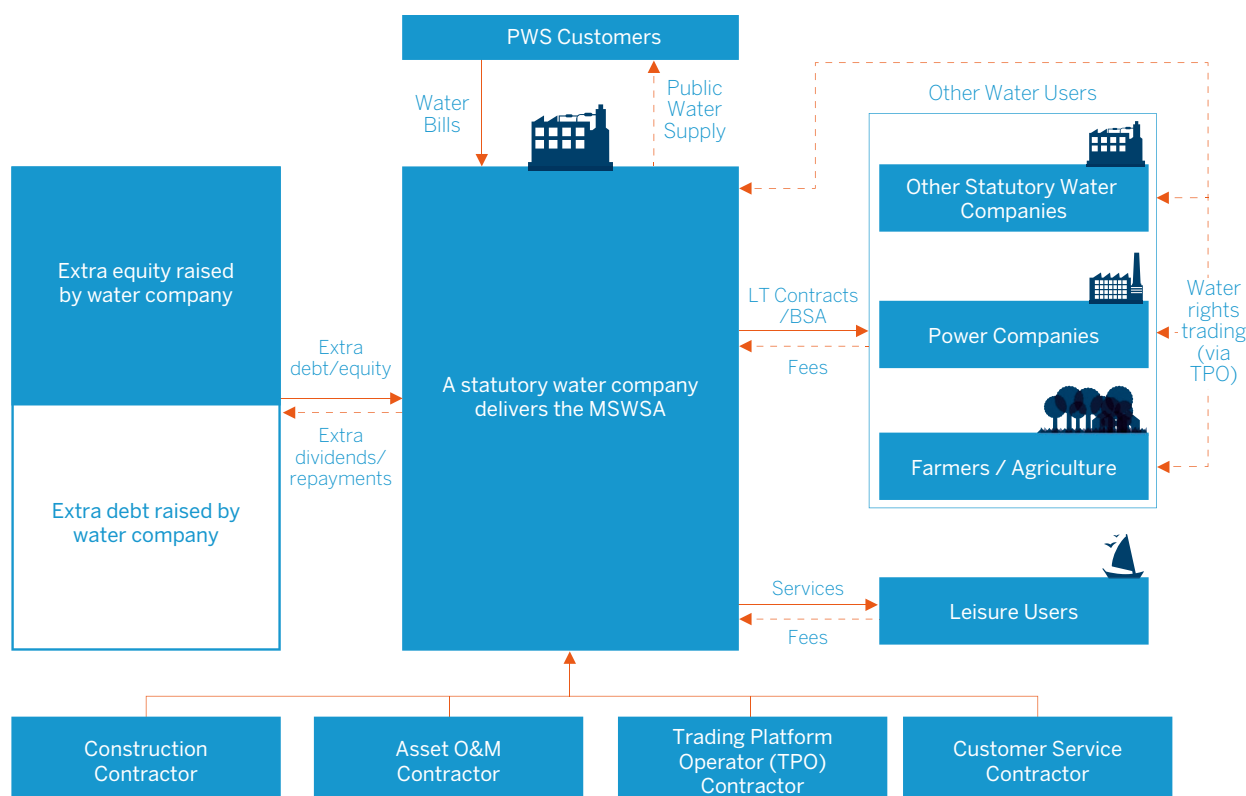 PWS Customers
Water
Bills
Public
Water
Supply
Other Water Users
Other Statutory Water
Companies
Extra equity raised
by water company
LT Contracts
/BSA
Fees
Power Companies
Water
rights
trading
(via
TPO)
Extra
debt/equity
A statutory water company
delivers the MSWSA
Extra
dividends/
repayments
Farmers / Agriculture
Extra debt raised by
water company
Services
Fees
Leisure Users
Construction
Contractor
Asset O&M
Contractor
Trading Platform
Operator (TPO)
Contractor
Customer Service
Contractor